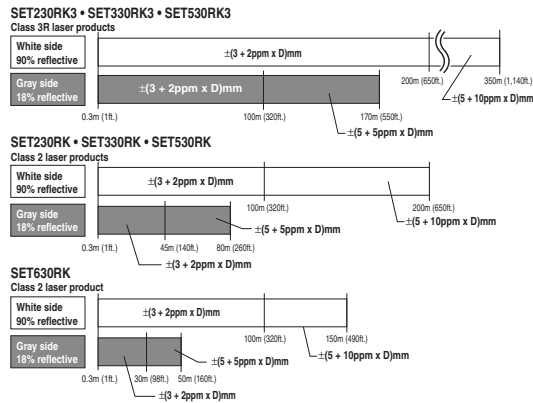 SET230RK3 • SET330RK3 • SET530RK3
Class 3R laser products
White side
90% reflective
±(3 + 2ppm x D)mm
200m (650ft.)
350m (1,140ft.)
±(5 + 10ppm x D)mm
Gray side
18% reflective
±(3 + 2ppm x D)mm
0.3m (1ft.)
100m (320ft.)
170m (550ft.)
±(5 + 5ppm x D)mm
SET230RK • SET330RK • SET530RK
Class 2 laser products
White side
90% reflective
±(3 + 2ppm x D)mm
100m (320ft.)
200m (650ft.)
±(5 + 10ppm x D)mm
Gray side
18% reflective
±(5 + 5ppm x D)mm
0.3m (1ft.)
45m (140ft.)
80m (260ft.)
±(3 + 2ppm x D)mm
SET630RK
Class 2 laser product
White side
90% reflective
±(3 + 2ppm x D)mm
100m (320ft.)
150m (490ft.)
±(5 + 10ppm x D)mm
Gray side
18% reflective
±(5 + 5ppm x D)mm
0.3m (1ft.)
30m (98ft.)
50m (160ft.)
±(3 + 2ppm x D)mm